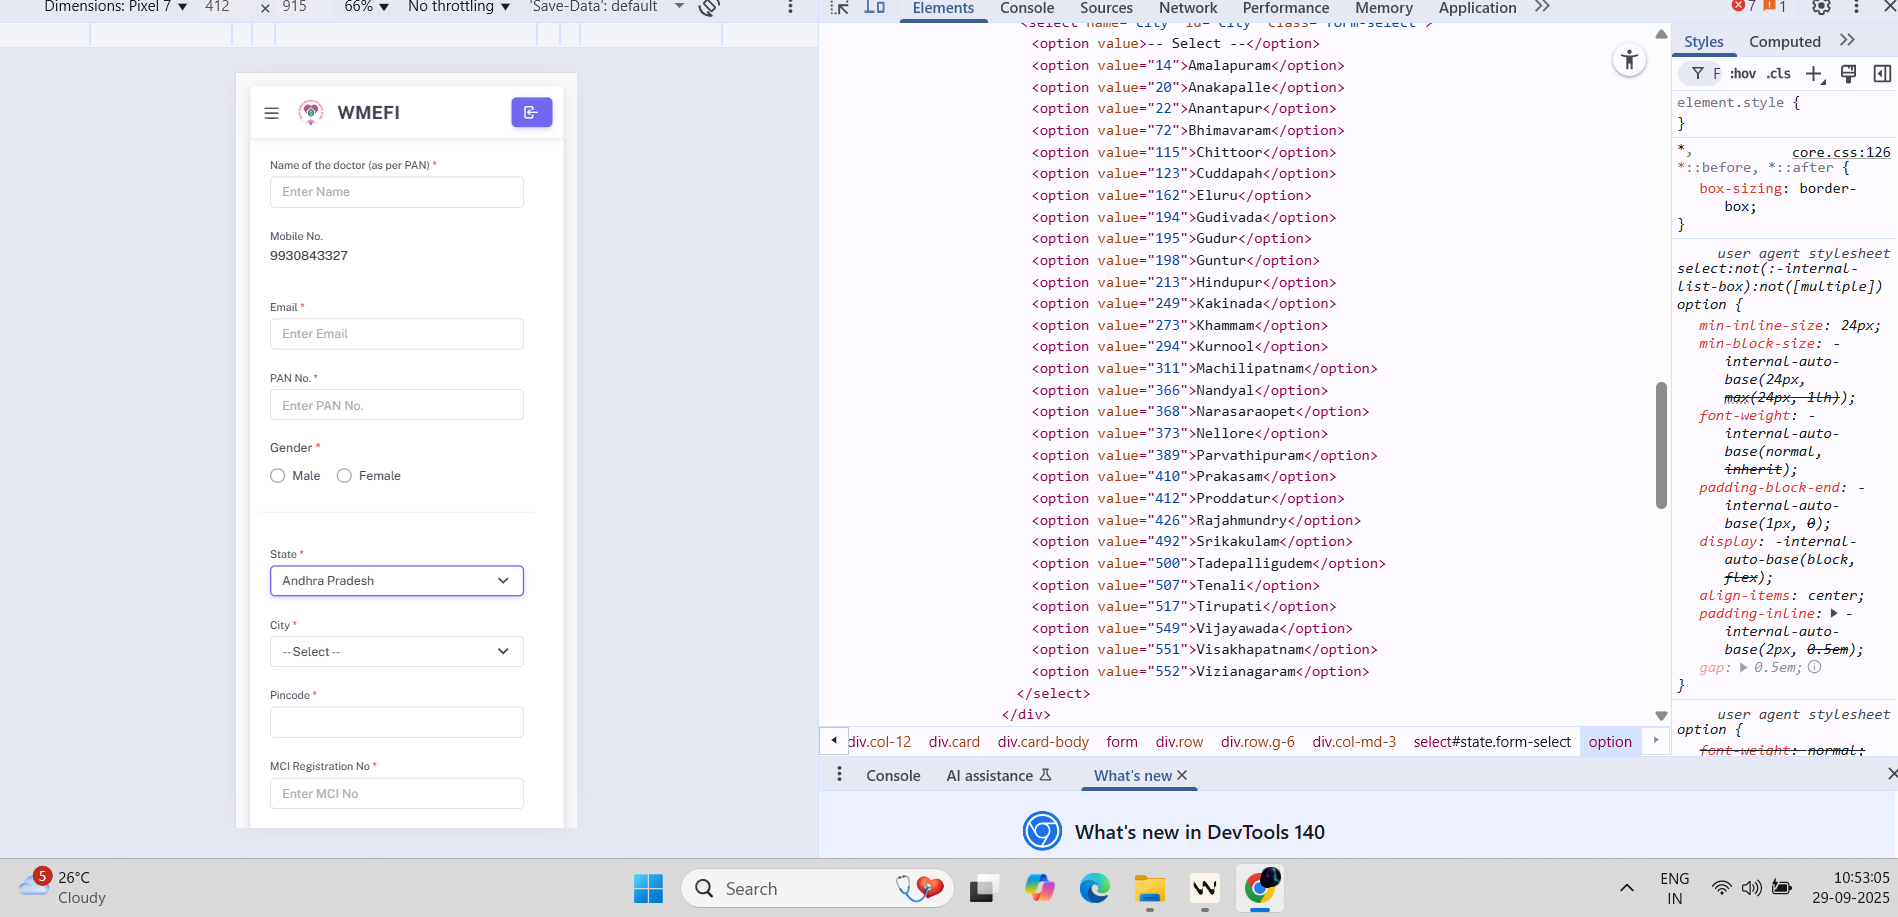 Dimensions: Pixel 7 ▼ 412 × 915 66% ▼ No throttling ▼ 'Save-Data': default
WMEFI
Name of the doctor (as per PAN) *
Enter Name
Mobile No.
9930843327
Email *
Enter Email
PAN No. *
Enter PAN No.
Gender *
Male Female
State *
Andhra Pradesh
City *
--Select--
Pincode *
MCI Registration No *
Enter MCI No
Elements Console Sources Network Performance Memory Application 7 1
<select name="city" id="city" class="form-select">
<option value>-- Select --</option>
<option value="14">Amalapuram</option>
<option value="20">Anakapalle</option>
<option value="22">Anantapur</option>
<option value="72">Bhimavaram</option>
<option value="115">Chittoor</option>
<option value="123">Cuddapah</option>
<option value="162">Eluru</option>
<option value="194">Gudivada</option>
<option value="195">Gudur</option>
<option value="198">Guntur</option>
<option value="213">Hindupur</option>
<option value="249">Kakinada</option>
<option value="273">Khammam</option>
<option value="294">Kurnool</option>
<option value="311">Machilipatnam</option>
<option value="366">Nandyal</option>
<option value="368">Narasaraopet</option>
<option value="373">Nellore</option>
<option value="389">Parvathipuram</option>
<option value="410">Prakasam</option>
<option value="412">Proddatur</option>
<option value="426">Rajahmundry</option>
<option value="492">Srikakulam</option>
<option value="500">Tadepalligudem</option>
<option value="507">Tenali</option>
<option value="517">Tirupati</option>
<option value="549">Vijayawada</option>
<option value="551">Visakhapatnam</option>
<option value="552">Vizianagaram</option>
</select>
</div>
div.col-12 div.card div.card-body form div.row div.row.g-6 div.col-md-3 select#state.form-select option
Console AI assistance What's new
What's new in DevTools 140
Styles Computed
F :hov .cls
element.style {
}
*, core.css:126
*::before, *::after {
box-sizing: border-
box;
}
user agent stylesheet
select:not(:-internal-
list-box):not([multiple])
option {
min-inline-size: 24px;
min-block-size: -
internal-auto-
base(24px,
max(24px, 1lh));
font-weight: -
internal-auto-
base(normal,
inherit);
padding-block-end: -
internal-auto-
base(1px, 0);
display: -internal-
auto-base(block,
flex);
align-items: center;
padding-inline: ▶ -
internal-auto-
base(2px, 0.5em);
gap: ▶ 0.5em;
}
user agent stylesheet
option {
font-weight: normal;
5
26°C
Cloudy
Search
ENG
IN
10:53:05
29-09-2025